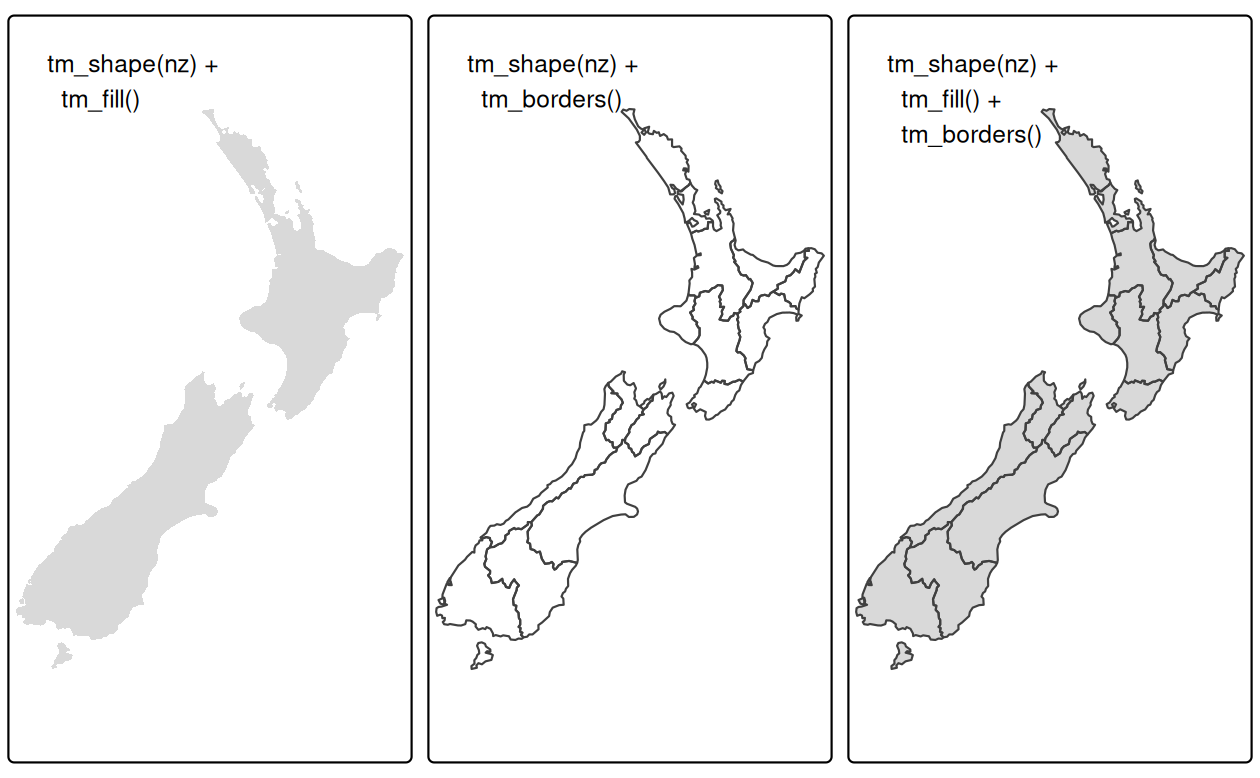 tm_shape(nz) +
tm_fill()
tm_shape(nz) +
tm_borders()
tm_shape(nz) +
tm_fill() +
tm_borders()